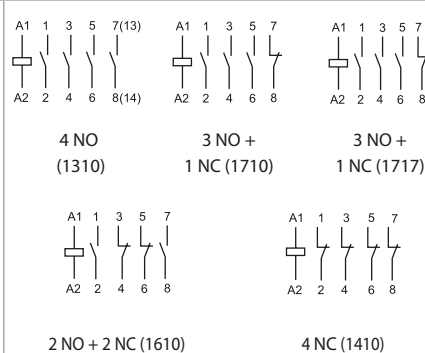 A1 1 3 5 7(13)
A2 2 4 6 8(14)
4 NO
(1310)
A1 1 3 5 7
A2 2 4 6 8
3 NO +
1 NC (1710)
A1 1 3 5 7
A2 2 4 6 8
3 NO +
1 NC (1717)
A1 1 3 5 7
A2 2 4 6 8
2 NO + 2 NC (1610)
A1 1 3 5 7
A2 2 4 6 8
4 NC (1410)